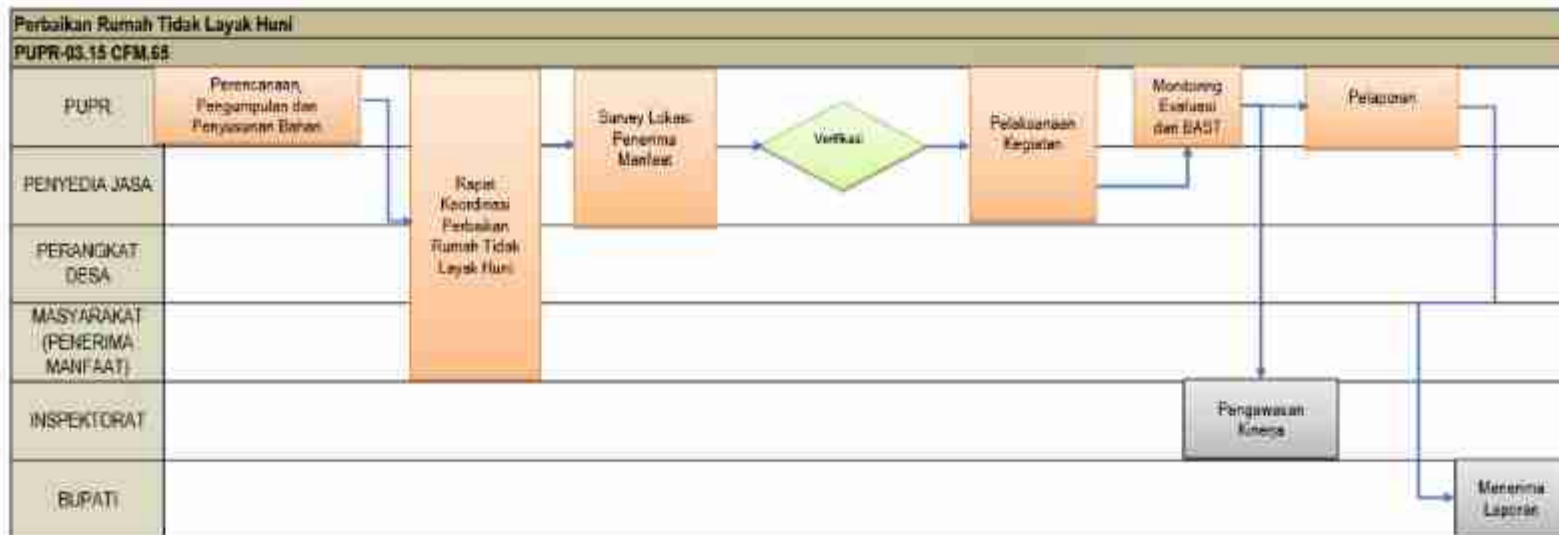 Perbaikan Rumah Tidak Layak Huni
PUPR-03.15 CFM.65
PUPR
Perencanaan,
Pengumpulan dan
Penyusunan Bahan
Rapat
Koordinasi
Perbaikan
Rumah Tidak
Layak Huni
Survey Lokasi
Penerima
Manfaat
Verifikasi
Pelaksanaan
Kegiatan
Monitoring
Evaluasi
dan BAST
Pelaporan
PENYEDIA JASA
PERANGKAT
DESA
MASYARAKAT
(PENERIMA
MANFAAT)
INSPEKTORAT
Pengawasan
Kinerja
BUPATI
Menerima
Laporan